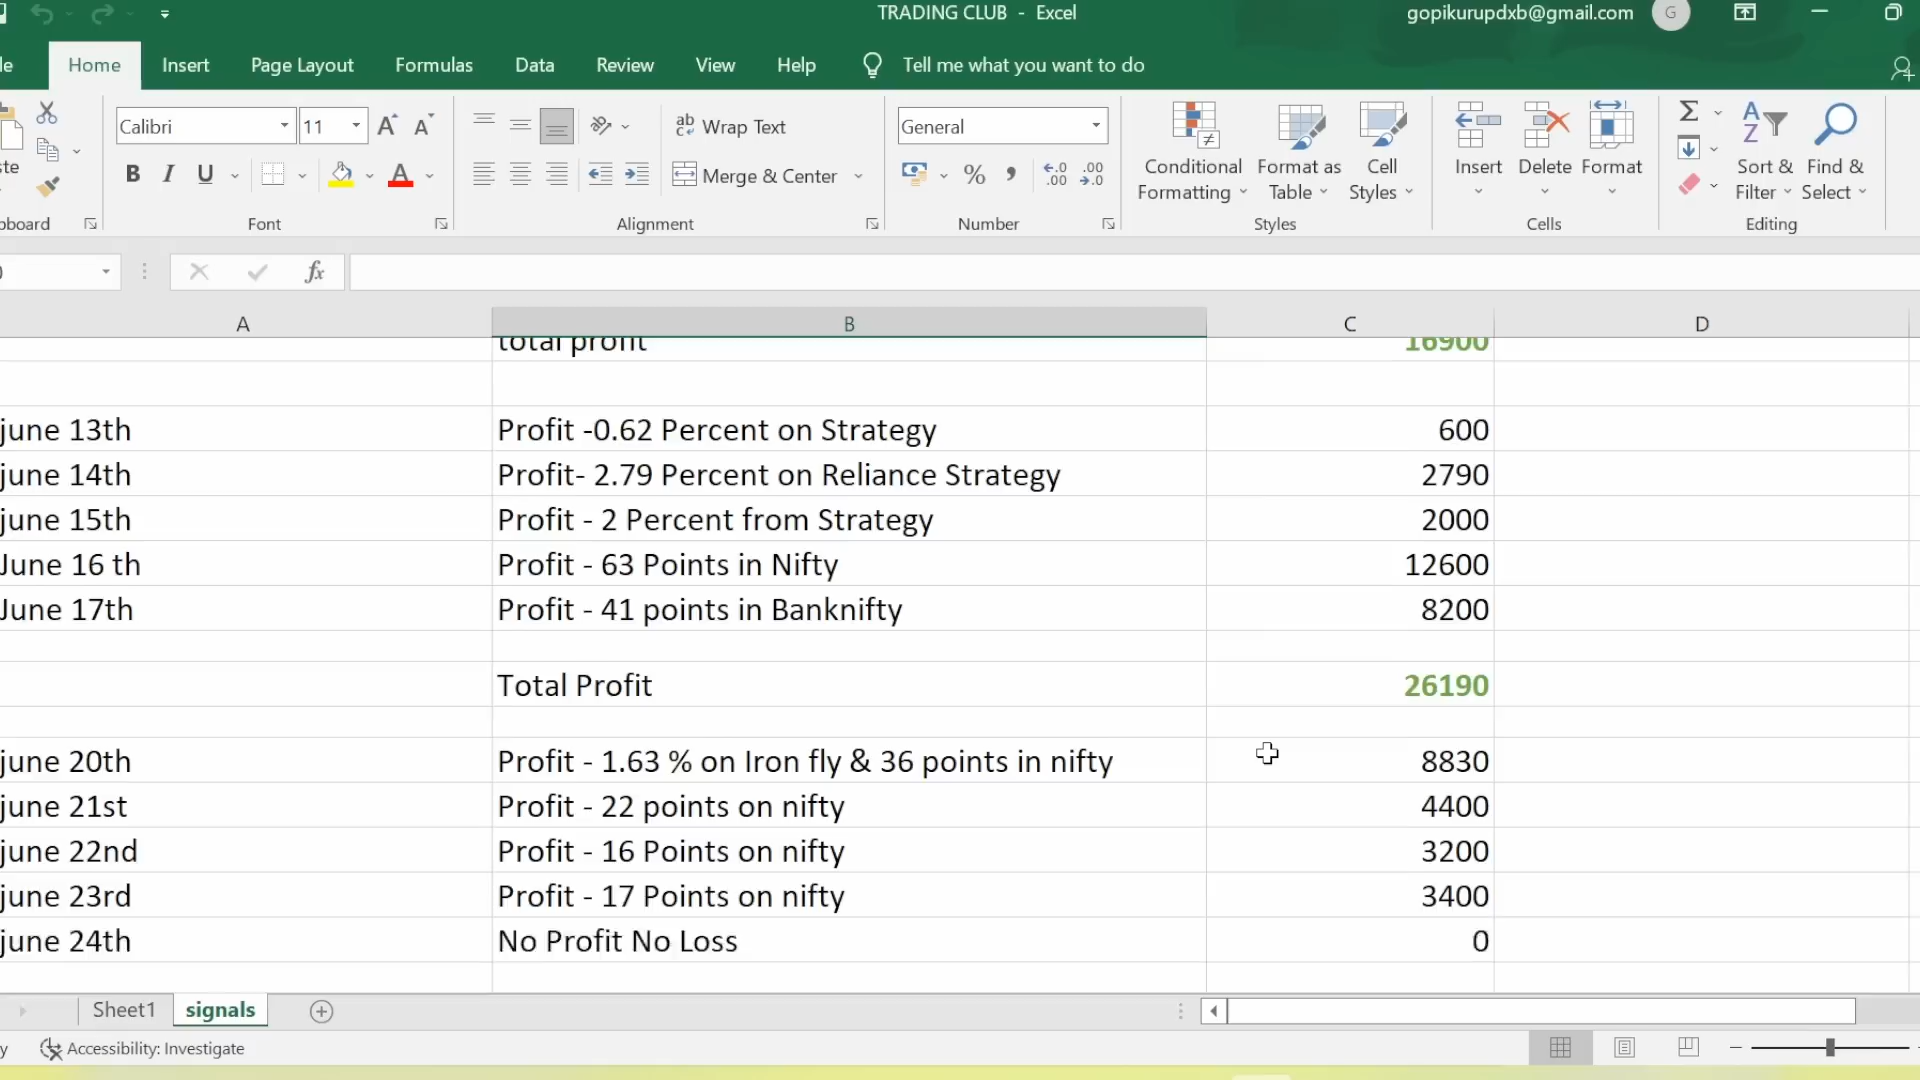 TRADING CLUB - Excel
gopikurupdxb@gmail.com
G
le
Home
Insert
Page Layout
Formulas
Data
Review
View
Help
Tell me what you want to do
ste
Calibri
11
Wrap Text
General
Merge & Center
Conditional Formatting
Format as Table
Cell Styles
Insert
Delete
Format
Sort & Filter
Find & Select
pboard
Font
Alignment
Number
Styles
Cells
Editing
fx
A B C D
total profit 16900
june 13th Profit -0.62 Percent on Strategy 600
june 14th Profit- 2.79 Percent on Reliance Strategy 2790
june 15th Profit - 2 Percent from Strategy 2000
June 16 th Profit - 63 Points in Nifty 12600
June 17th Profit - 41 points in Banknifty 8200
Total Profit 26190
june 20th Profit - 1.63 % on Iron fly & 36 points in nifty 8830
june 21st Profit - 22 points on nifty 4400
june 22nd Profit - 16 Points on nifty 3200
june 23rd Profit - 17 Points on nifty 3400
june 24th No Profit No Loss 0
Sheet1
signals
y
Accessibility: Investigate